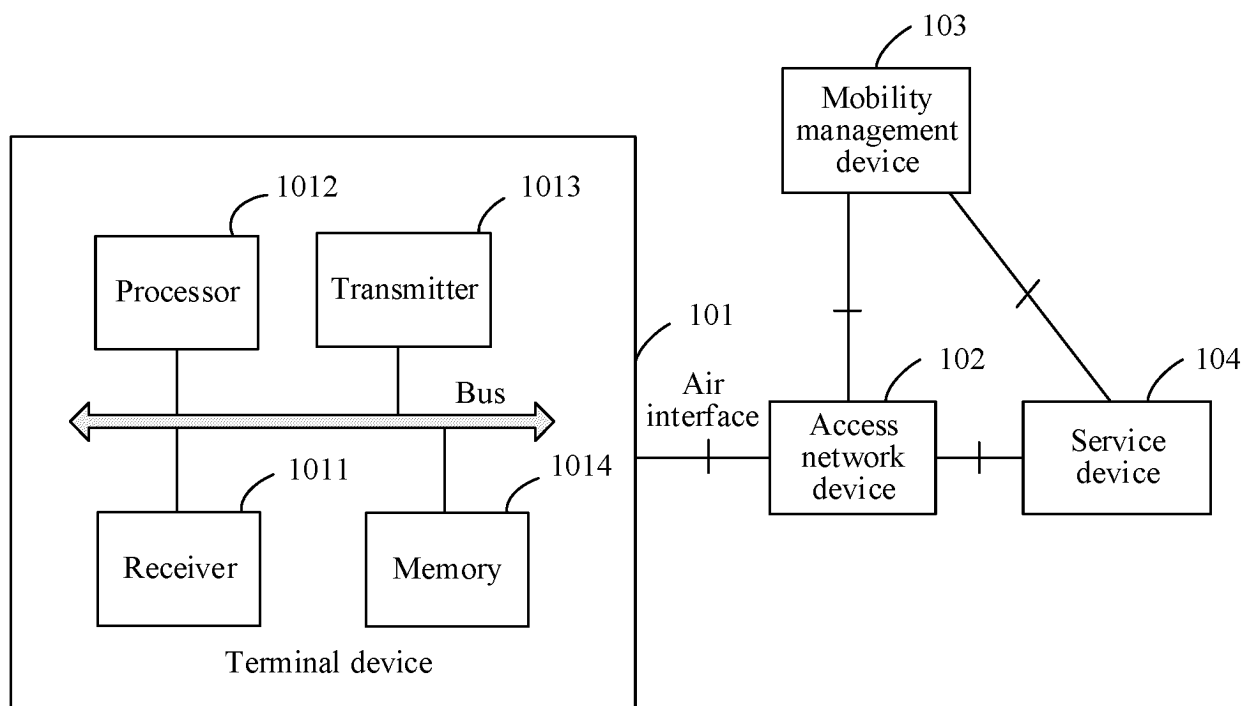 103
Mobility
management
device
1012
1013
Processor
Transmitter
101
Bus
Air
interface
102
Access
network
device
104
Service
device
1011
1014
Receiver
Memory
Terminal device